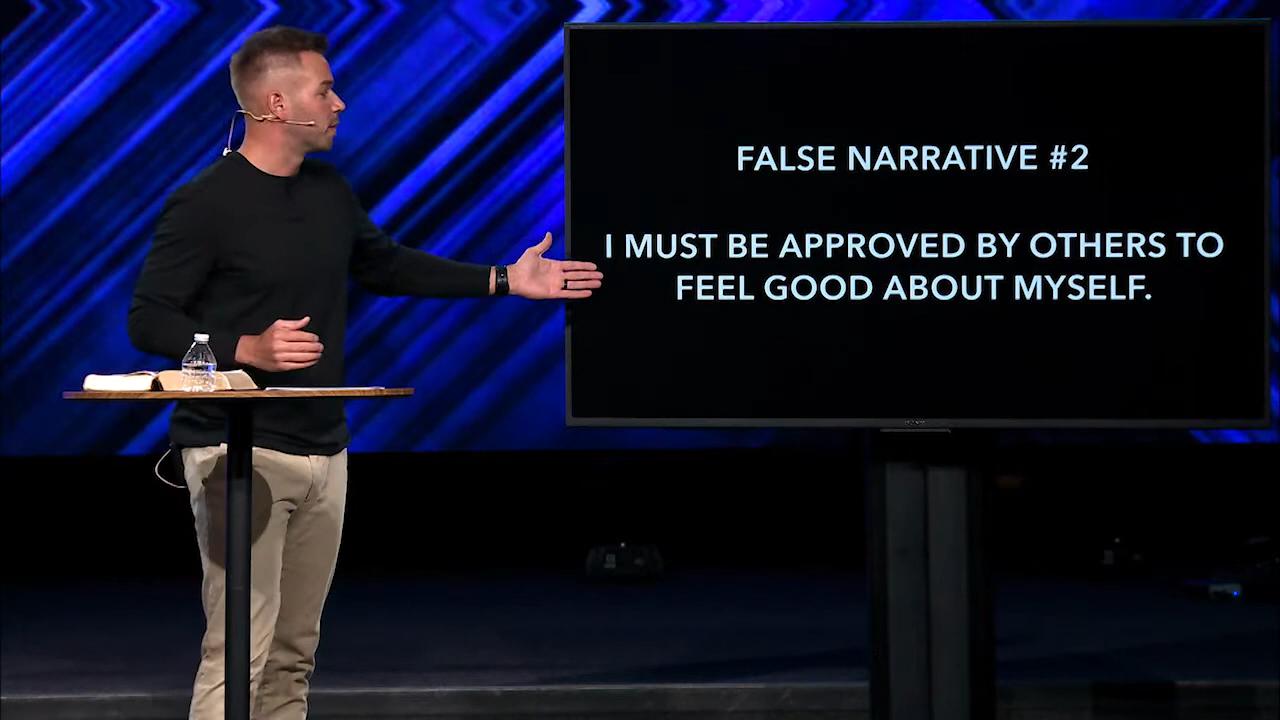 FALSE NARRATIVE #2
I MUST BE APPROVED BY OTHERS TO
FEEL GOOD ABOUT MYSELF.